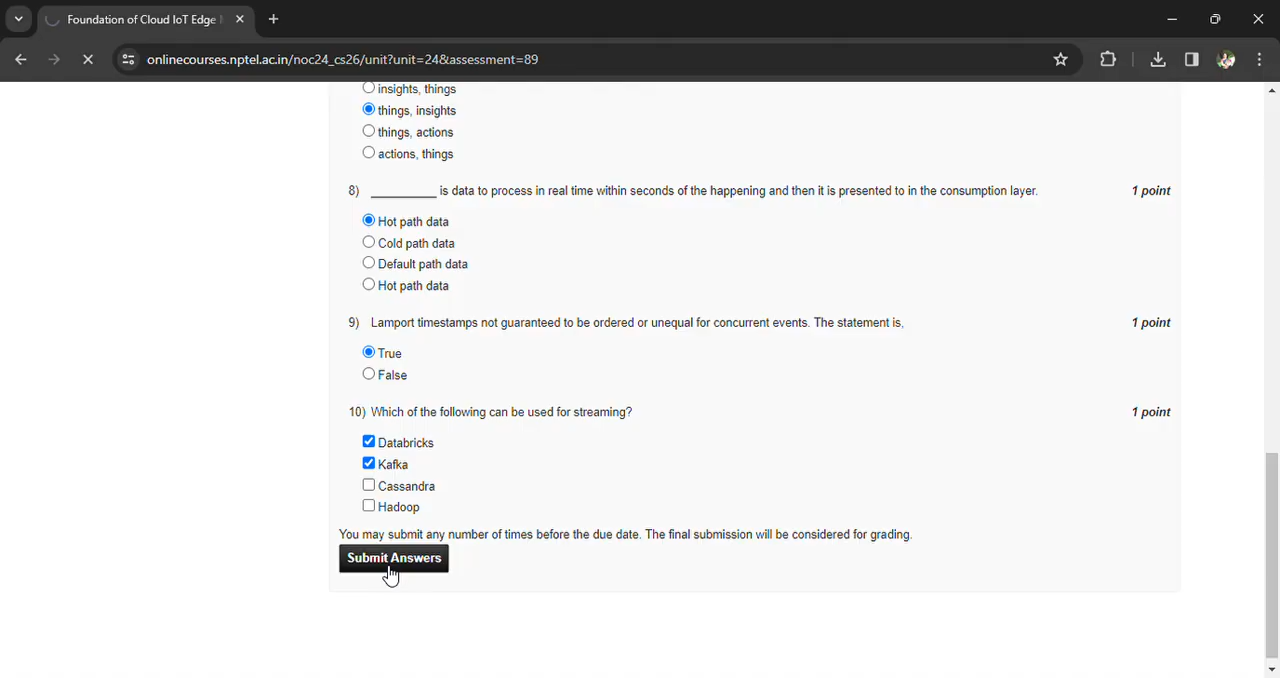 Foundation of Cloud IoT Edge
onlinecourses.nptel.ac.in/noc24_cs26/unit?unit=24&assessment=89
insights, things
things, insights
things, actions
actions, things
8) __________ is data to process in real time within seconds of the happening and then it is presented to in the consumption layer. 1 point
Hot path data
Cold path data
Default path data
Hot path data
9) Lamport timestamps not guaranteed to be ordered or unequal for concurrent events. The statement is, 1 point
True
False
10) Which of the following can be used for streaming? 1 point
Databricks
Kafka
Cassandra
Hadoop
You may submit any number of times before the due date. The final submission will be considered for grading.
Submit Answers